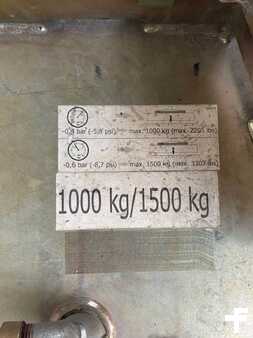 -0,4 bar (-5,8 psi) max. 1000 kg (max. 2205 lbs)
-0,6 bar (-8,7 psi) max. 1500 kg (max. 3307 lbs)
1000 kg/1500 kg